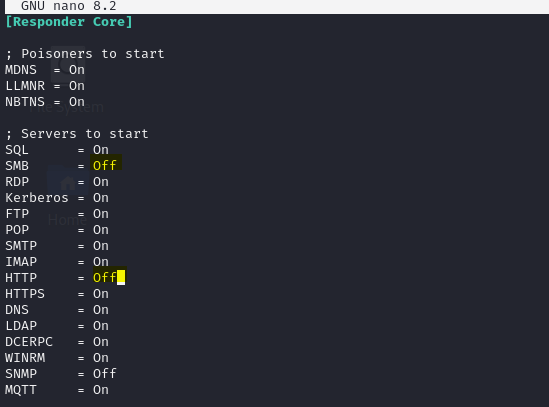 GNU nano 8.2
[Responder Core]
; Poisoners to start
MDNS = On
LLMNR = On
NBTNS = On
; Servers to start
SQL = On
SMB = Off
RDP = On
Kerberos = On
FTP = On
POP = On
SMTP = On
IMAP = On
HTTP = Off
HTTPS = On
DNS = On
LDAP = On
DCERPC = On
WINRM = On
SNMP = Off
MQTT = On